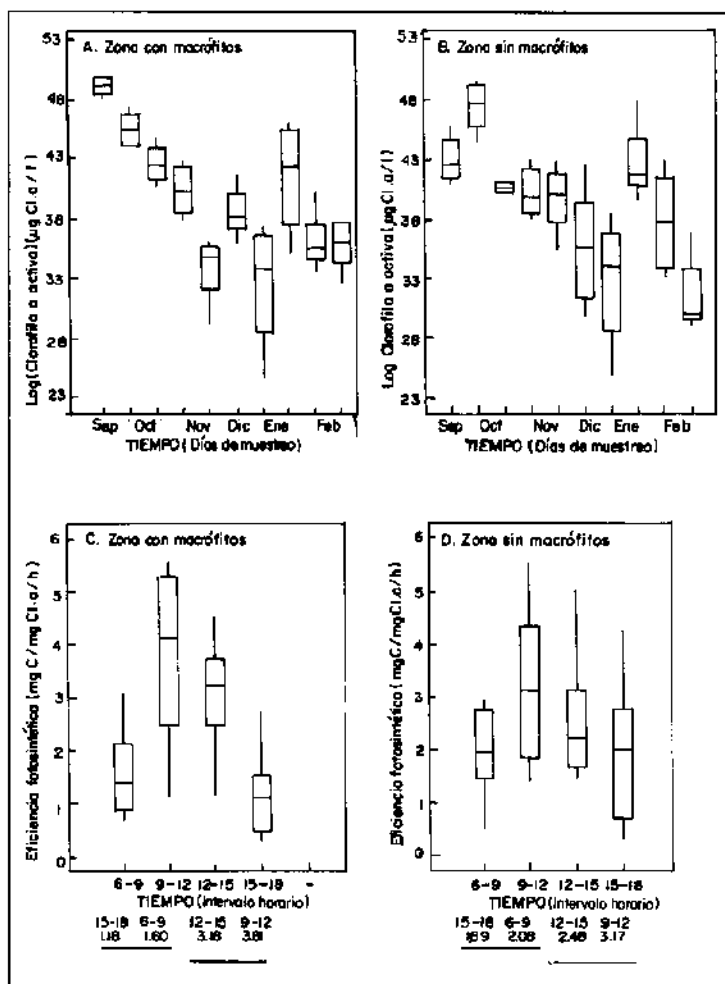 A. Zona con macrófitos
Log (Clorofila a activa) (µg Cl.a/l)
53
48
43
38
33
28
23
Sep Oct Nov Dic Ene Feb
TIEMPO (Días de muestreo)
B. Zona sin macrófitos
Log Clorofila a activa) (µg Cl.a/l)
53
48
43
38
33
28
23
Sep Oct Nov Dic Ene Feb
TIEMPO (Días de muestreo)
C. Zona con macrófitos
Eficiencia fotosintético (mg C/mg Cl.a/h)
6
5
4
3
2
1
0
6-9 9-12 12-15 15-18 -
TIEMPO (Intervalo horario)
15-18 6-9 12-15 9-12
1.18 1.60 3.18 3.81
D. Zona sin macrófitos
Eficiencia fotosintético (mgC/mgCl.a/h)
6
5
4
3
2
1
0
6-9 9-12 12-15 15-18
TIEMPO (Intervalo horario)
15-18 6-9 12-15 9-12
1.89 2.08 2.48 3.17